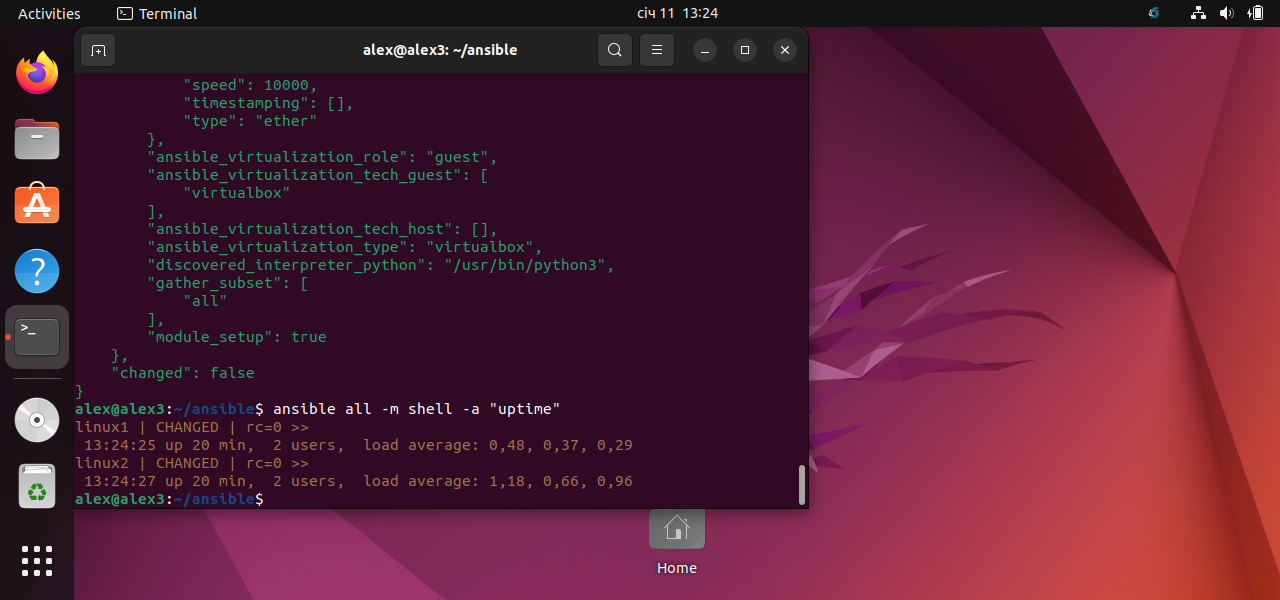 Activities Terminal січ 11 13:24
alex@alex3: ~/ansible
"speed": 10000,
"timestamping": [],
"type": "ether"
},
"ansible_virtualization_role": "guest",
"ansible_virtualization_tech_guest": [
"virtualbox"
],
"ansible_virtualization_tech_host": [],
"ansible_virtualization_type": "virtualbox",
"discovered_interpreter_python": "/usr/bin/python3",
"gather_subset": [
"all"
],
"module_setup": true
},
"changed": false
}
alex@alex3:~/ansible$ ansible all -m shell -a "uptime"
linux1 | CHANGED | rc=0 >>
13:24:25 up 20 min,  2 users,  load average: 0,48, 0,37, 0,29
linux2 | CHANGED | rc=0 >>
13:24:27 up 20 min,  2 users,  load average: 1,18, 0,66, 0,96
alex@alex3:~/ansible$
Home